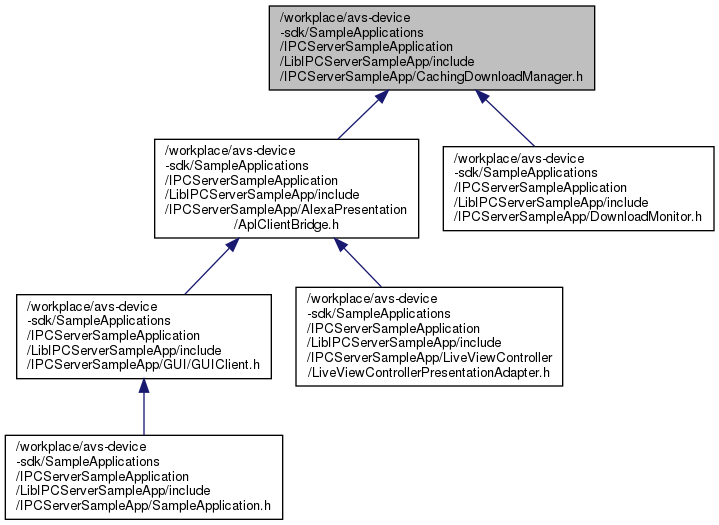 /workplace/avs-device
-sdk/SampleApplications
/IPCServerSampleApplication
/LibIPCServerSampleApp/include
/IPCServerSampleApp/CachingDownloadManager.h
/workplace/avs-device
-sdk/SampleApplications
/IPCServerSampleApplication
/LibIPCServerSampleApp/include
/IPCServerSampleApp/AlexaPresentation
/AplClientBridge.h
/workplace/avs-device
-sdk/SampleApplications
/IPCServerSampleApplication
/LibIPCServerSampleApp/include
/IPCServerSampleApp/DownloadMonitor.h
/workplace/avs-device
-sdk/SampleApplications
/IPCServerSampleApplication
/LibIPCServerSampleApp/include
/IPCServerSampleApp/GUI/GUIClient.h
/workplace/avs-device
-sdk/SampleApplications
/IPCServerSampleApplication
/LibIPCServerSampleApp/include
/IPCServerSampleApp/LiveViewController
/LiveViewControllerPresentationAdapter.h
/workplace/avs-device
-sdk/SampleApplications
/IPCServerSampleApplication
/LibIPCServerSampleApp/include
/IPCServerSampleApp/SampleApplication.h